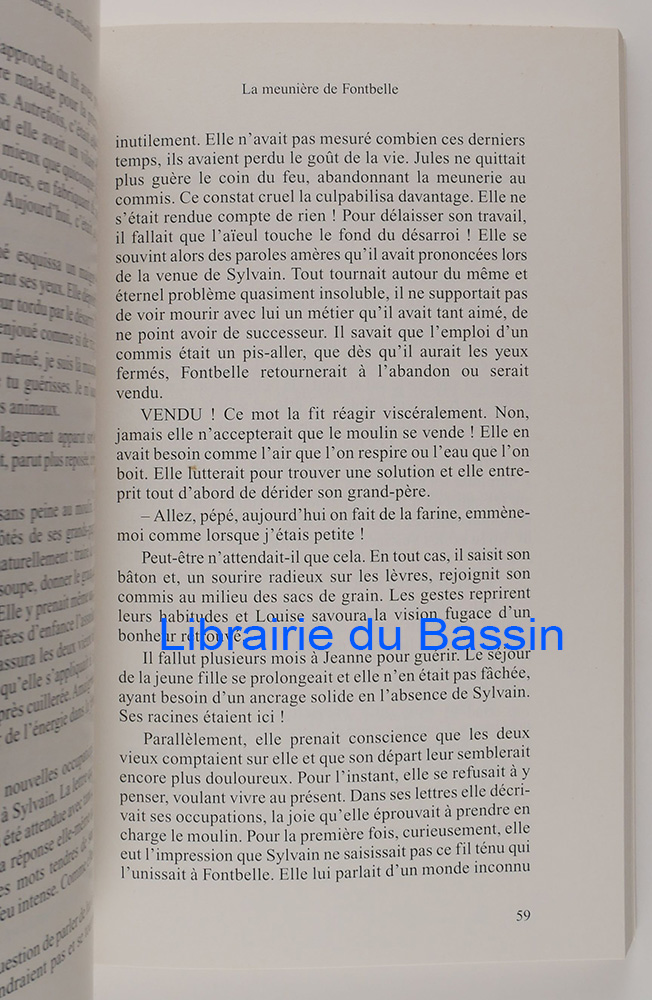 La meunière de Fontbelle
inutilement. Elle n'avait pas mesuré combien ces derniers
temps, ils avaient perdu le goût de la vie. Jules ne quittait
plus guère le coin du feu, abandonnant la meunerie au
commis. Ce constat cruel la culpabilisa davantage. Elle ne
s'était rendue compte de rien ! Pour délaisser son travail,
il fallait que l'aïeul touche le fond du désarroi ! Elle se
souvint alors des paroles amères qu'il avait prononcées lors
de la venue de Sylvain. Tout tournait autour du même et
éternel problème quasiment insoluble, il ne supportait pas
de voir mourir avec lui un métier qu'il avait tant aimé, de
ne point avoir de successeur. Il savait que l'emploi d'un
commis était un pis-aller, que dès qu'il aurait les yeux
fermés, Fontbelle retournerait à l'abandon ou serait
vendu.
VENDU ! Ce mot la fit réagir viscéralement. Non,
jamais elle n'accepterait que le moulin se vende ! Elle en
avait besoin comme l'air que l'on respire ou l'eau que l'on
boit. Elle lutterait pour trouver une solution et elle entre-
prit tout d'abord de dérider son grand-père.
– Allez, pépé, aujourd'hui on fait de la farine, emmène-
moi comme lorsque j'étais petite !
Peut-être n'attendait-il que cela. En tout cas, il saisit son
bâton et, un sourire radieux sur les lèvres, rejoignit son
commis au milieu des sacs de grain. Les gestes reprirent
leurs habitudes et Louise savoura la vision fugace d'un
bonheur retrouvé.
Librairie du Bassin
Il fallut plusieurs mois à Jeanne pour guérir. Le séjour
de la jeune fille se prolongeait et elle n'en était pas fâchée,
ayant besoin d'un ancrage solide en l'absence de Sylvain.
Ses racines étaient ici !
Parallèlement, elle prenait conscience que les deux
vieux comptaient sur elle et que son départ leur semblerait
encore plus douloureux. Pour l'instant, elle se refusait à y
penser, voulant vivre au présent. Dans ses lettres elle décri-
vait ses occupations, la joie qu'elle éprouvait à prendre en
charge le moulin. Pour la première fois, curieusement, elle
eut l'impression que Sylvain ne saisissait pas ce fil ténu qui
l'unissait à Fontbelle. Elle lui parlait d'un monde inconnu
59